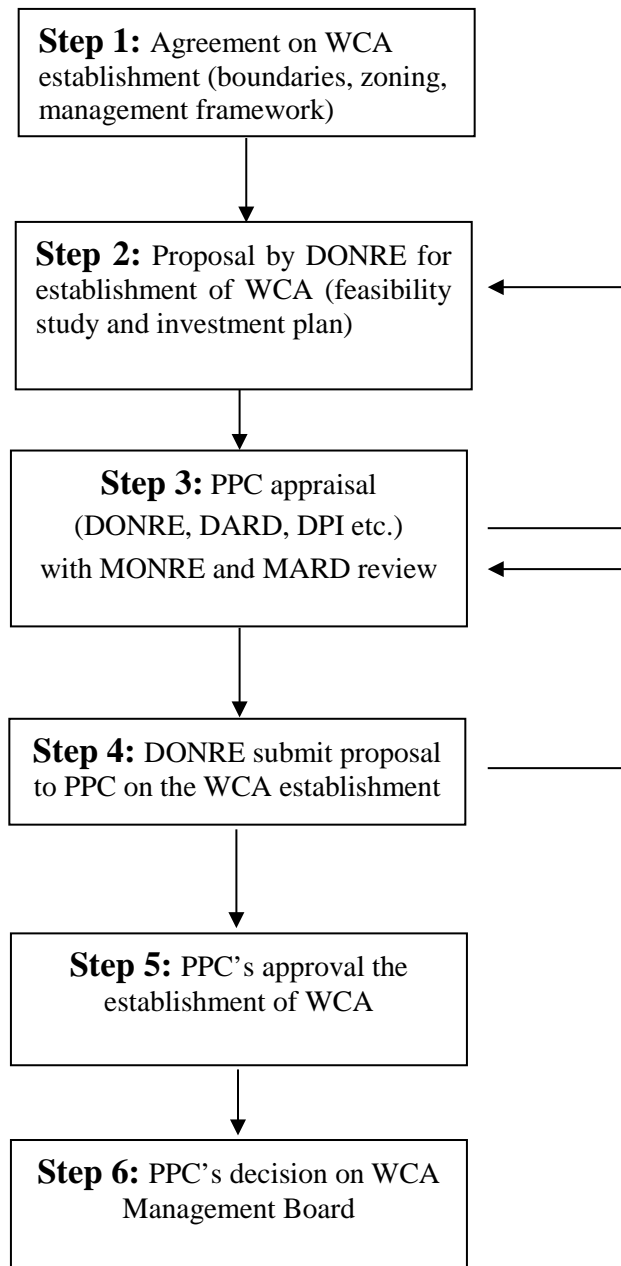 Step 1: Agreement on WCA
establishment (boundaries, zoning,
management framework)
Step 2: Proposal by DONRE for
establishment of WCA (feasibility
study and investment plan)
Step 3: PPC appraisal
(DONRE, DARD, DPI etc.)
with MONRE and MARD review
Step 4: DONRE submit proposal
to PPC on the WCA establishment
Step 5: PPC’s approval the
establishment of WCA
Step 6: PPC’s decision on WCA
Management Board